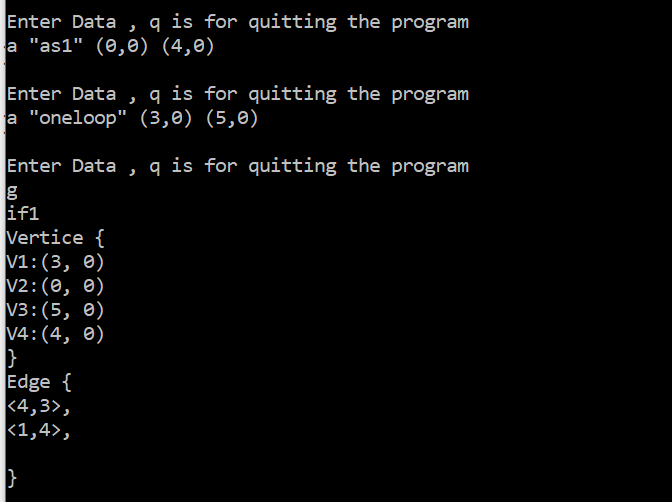 Enter Data , q is for quitting the program
a "as1" (0,0) (4,0)
Enter Data , q is for quitting the program
a "oneloop" (3,0) (5,0)
Enter Data , q is for quitting the program
g
if1
Vertice {
V1:(3, 0)
V2:(0, 0)
V3:(5, 0)
V4:(4, 0)
}
Edge {
<4,3>,
<1,4>,
}